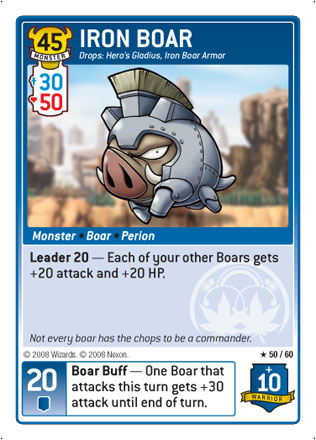 45
MONSTER
IRON BOAR
Drops: Hero's Gladius, Iron Boar Armor
30
50
Monster • Boar • Perion
Leader 20 — Each of your other Boars gets
+20 attack and +20 HP.
Not every boar has the chops to be a commander.
© 2008 Wizards. © 2008 Nexon.
★ 50 / 60
20
Boar Buff — One Boar that
attacks this turn gets +30
attack until end of turn.
+
10
WARRIOR